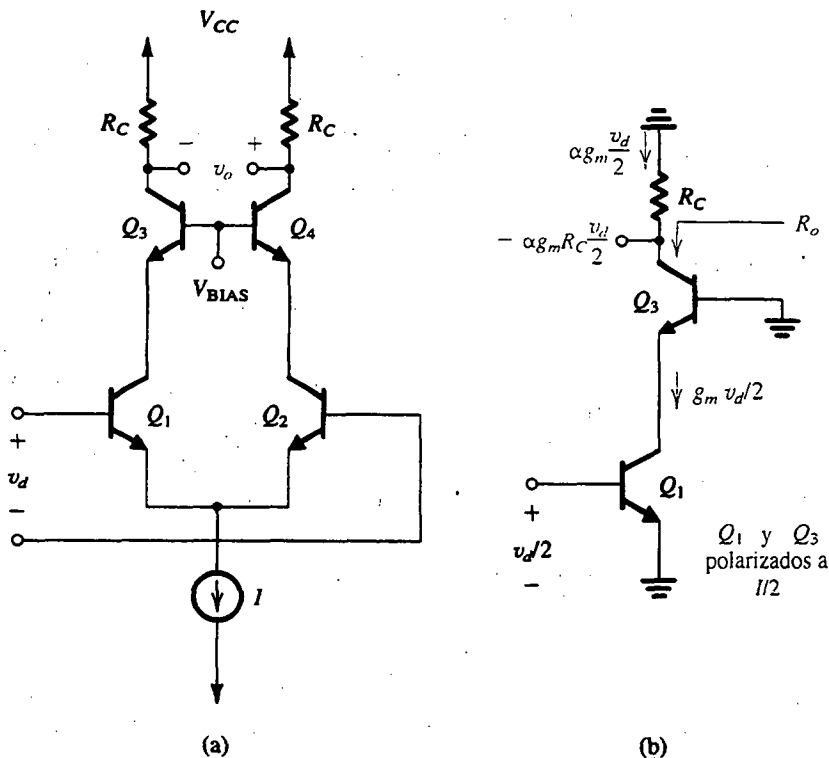 V_CC
R_C
R_C
−
v_o
+
Q_3
Q_4
V_BIAS
Q_1
Q_2
+
v_d
−
I
(a)
αg_m v_d/2
R_C
− αg_m R_C v_d/2
R_o
Q_3
g_m v_d/2
Q_1
+
v_d/2
−
Q_1 y Q_3
polarizados a
I/2
(b)